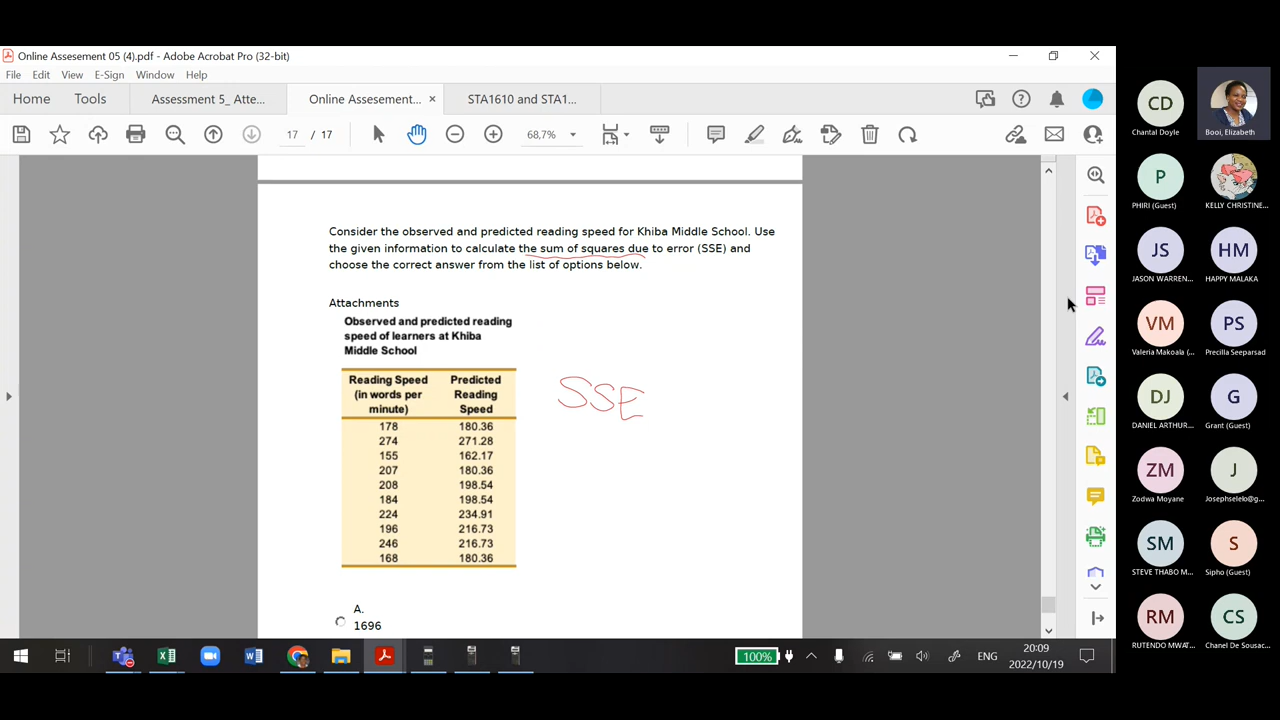 Online Assesement 05 (4).pdf - Adobe Acrobat Pro (32-bit)
File Edit View E-Sign Window Help
Home Tools Assessment 5_ Atte... Online Assesement... × STA1610 and STA1...
17 / 17 68,7%
Consider the observed and predicted reading speed for Khiba Middle School. Use
the given information to calculate the sum of squares due to error (SSE) and
choose the correct answer from the list of options below.
Attachments
Observed and predicted reading
speed of learners at Khiba
Middle School
Reading Speed Predicted
(in words per Reading
minute) Speed
178 180.36
274 271.28
155 162.17
207 180.36
208 198.54
184 198.54
224 234.91
196 216.73
246 216.73
168 180.36
SSE
A.
1696
CD
Chantal Doyle Booi, Elizabeth
P
PHIRI (Guest) KELLY CHRISTINE...
JS HM
JASON WARREN... HAPPY MALAKA
VM PS
Valeria Makoala (... Precilla Seeparsad
DJ G
DANIEL ARTHUR... Grant (Guest)
ZM J
Zodwa Moyane Josephselelo@g...
SM S
STEVE THABO M... Sipho (Guest)
RM CS
RUTENDO MWAT... Chanel De Sousac...
100% ENG 20:09
2022/10/19